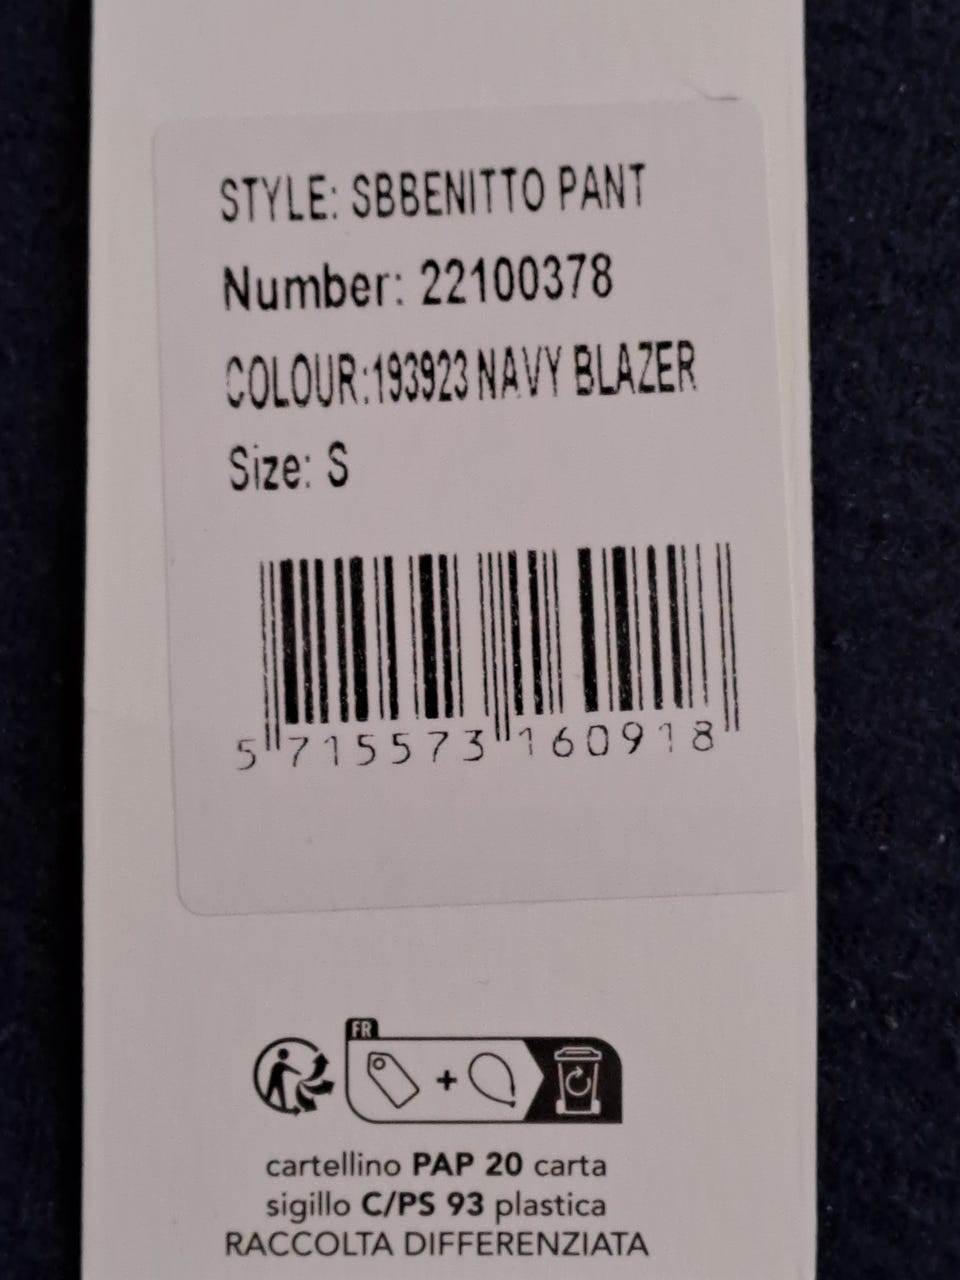 STYLE: SBBENITTO PANT
Number: 22100378
COLOUR:193923 NAVY BLAZER
Size: S
5 715573 160918
FR
+
cartellino PAP 20 carta
sigillo C/PS 93 plastica
RACCOLTA DIFFERENZIATA